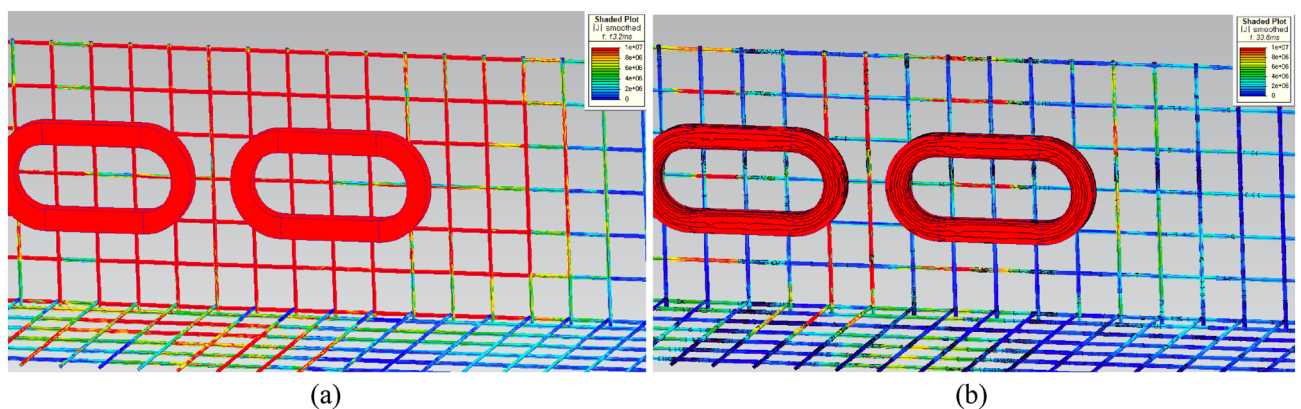 Shaded Plot
|J| smoothed
t: 13.2ms
1e+07
8e+06
6e+06
4e+06
2e+06
0
Shaded Plot
|J| smoothed
t: 33.6ms
1e+07
8e+06
6e+06
4e+06
2e+06
0
(a)
(b)